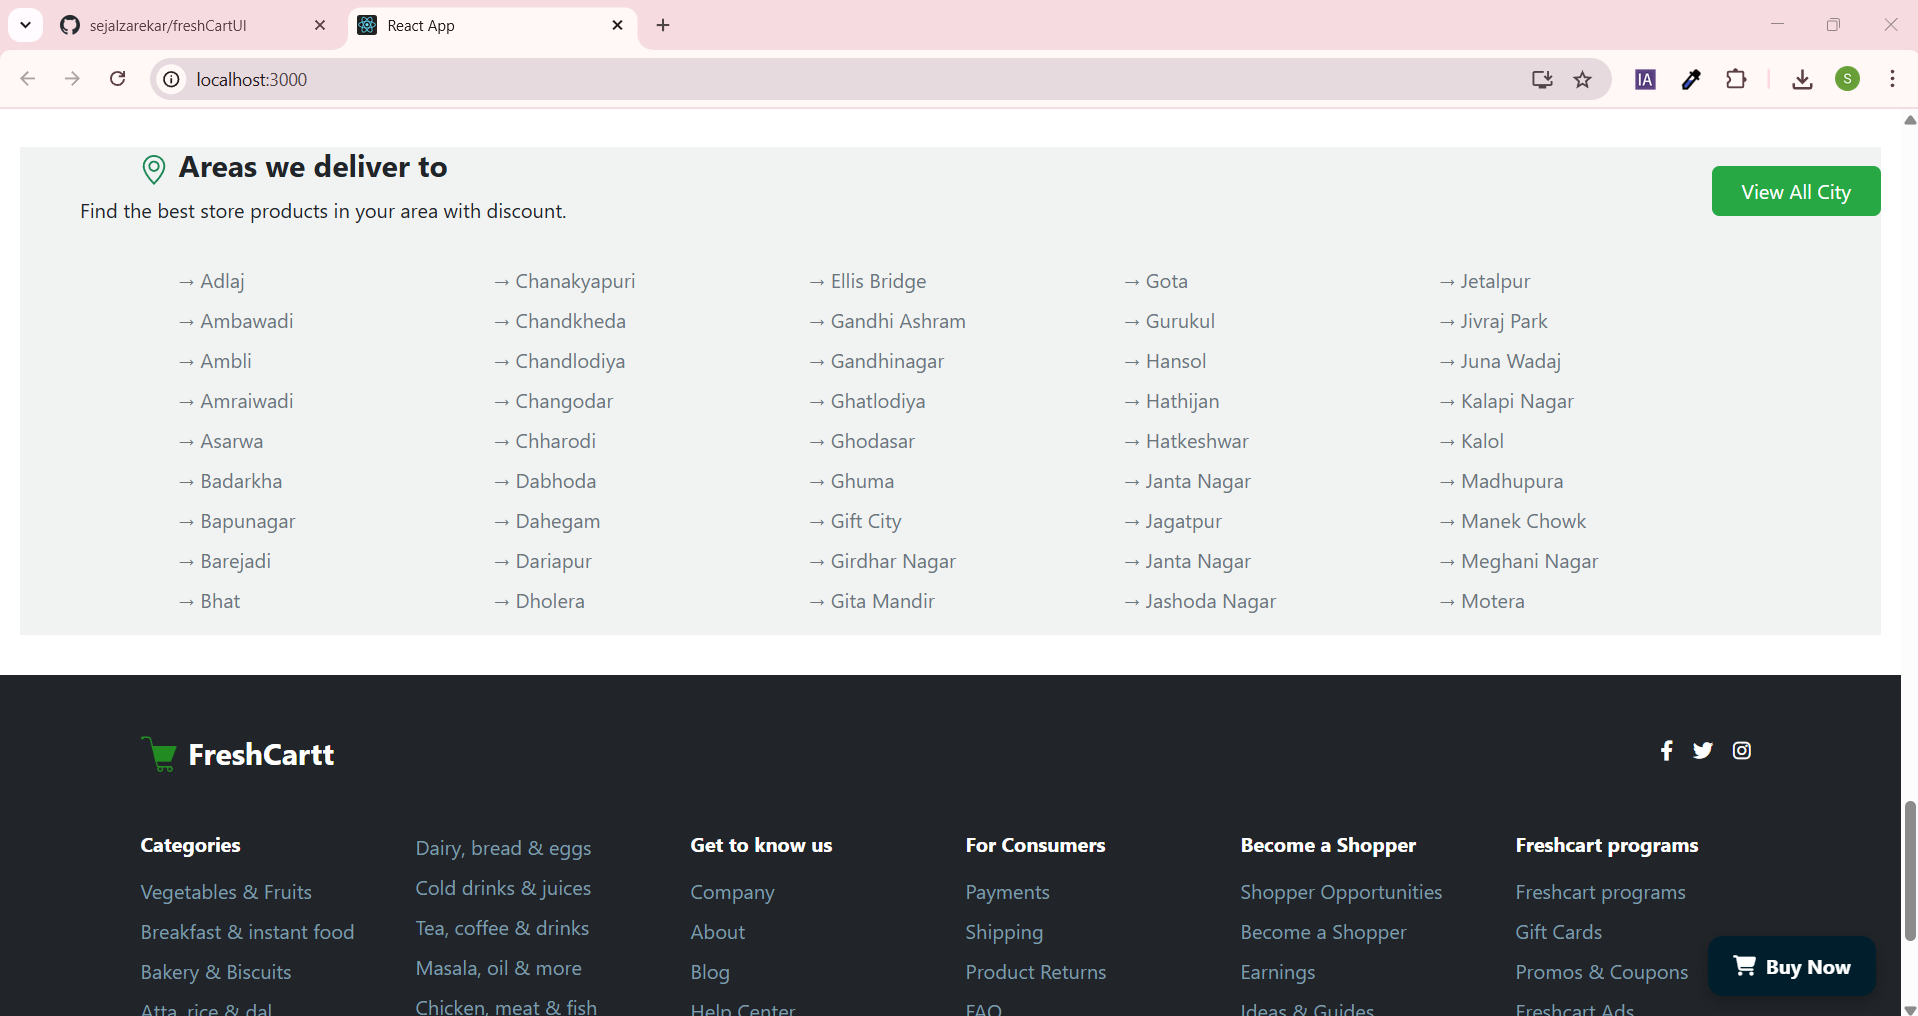 sejalzarekar/freshCartUI
React App
localhost:3000
IA
S
Areas we deliver to
View All City
Find the best store products in your area with discount.
→ Adlaj
→ Ambawadi
→ Ambli
→ Amraiwadi
→ Asarwa
→ Badarkha
→ Bapunagar
→ Barejadi
→ Bhat
→ Chanakyapuri
→ Chandkheda
→ Chandlodiya
→ Changodar
→ Chharodi
→ Dabhoda
→ Dahegam
→ Dariapur
→ Dholera
→ Ellis Bridge
→ Gandhi Ashram
→ Gandhinagar
→ Ghatlodiya
→ Ghodasar
→ Ghuma
→ Gift City
→ Girdhar Nagar
→ Gita Mandir
→ Gota
→ Gurukul
→ Hansol
→ Hathijan
→ Hatkeshwar
→ Janta Nagar
→ Jagatpur
→ Janta Nagar
→ Jashoda Nagar
→ Jetalpur
→ Jivraj Park
→ Juna Wadaj
→ Kalapi Nagar
→ Kalol
→ Madhupura
→ Manek Chowk
→ Meghani Nagar
→ Motera
FreshCartt
Categories
Vegetables & Fruits
Breakfast & instant food
Bakery & Biscuits
Atta, rice & dal
Dairy, bread & eggs
Cold drinks & juices
Tea, coffee & drinks
Masala, oil & more
Chicken, meat & fish
Get to know us
Company
About
Blog
Help Center
For Consumers
Payments
Shipping
Product Returns
FAQ
Become a Shopper
Shopper Opportunities
Become a Shopper
Earnings
Ideas & Guides
Freshcart programs
Freshcart programs
Gift Cards
Promos & Coupons
Freshcart Ads
Buy Now